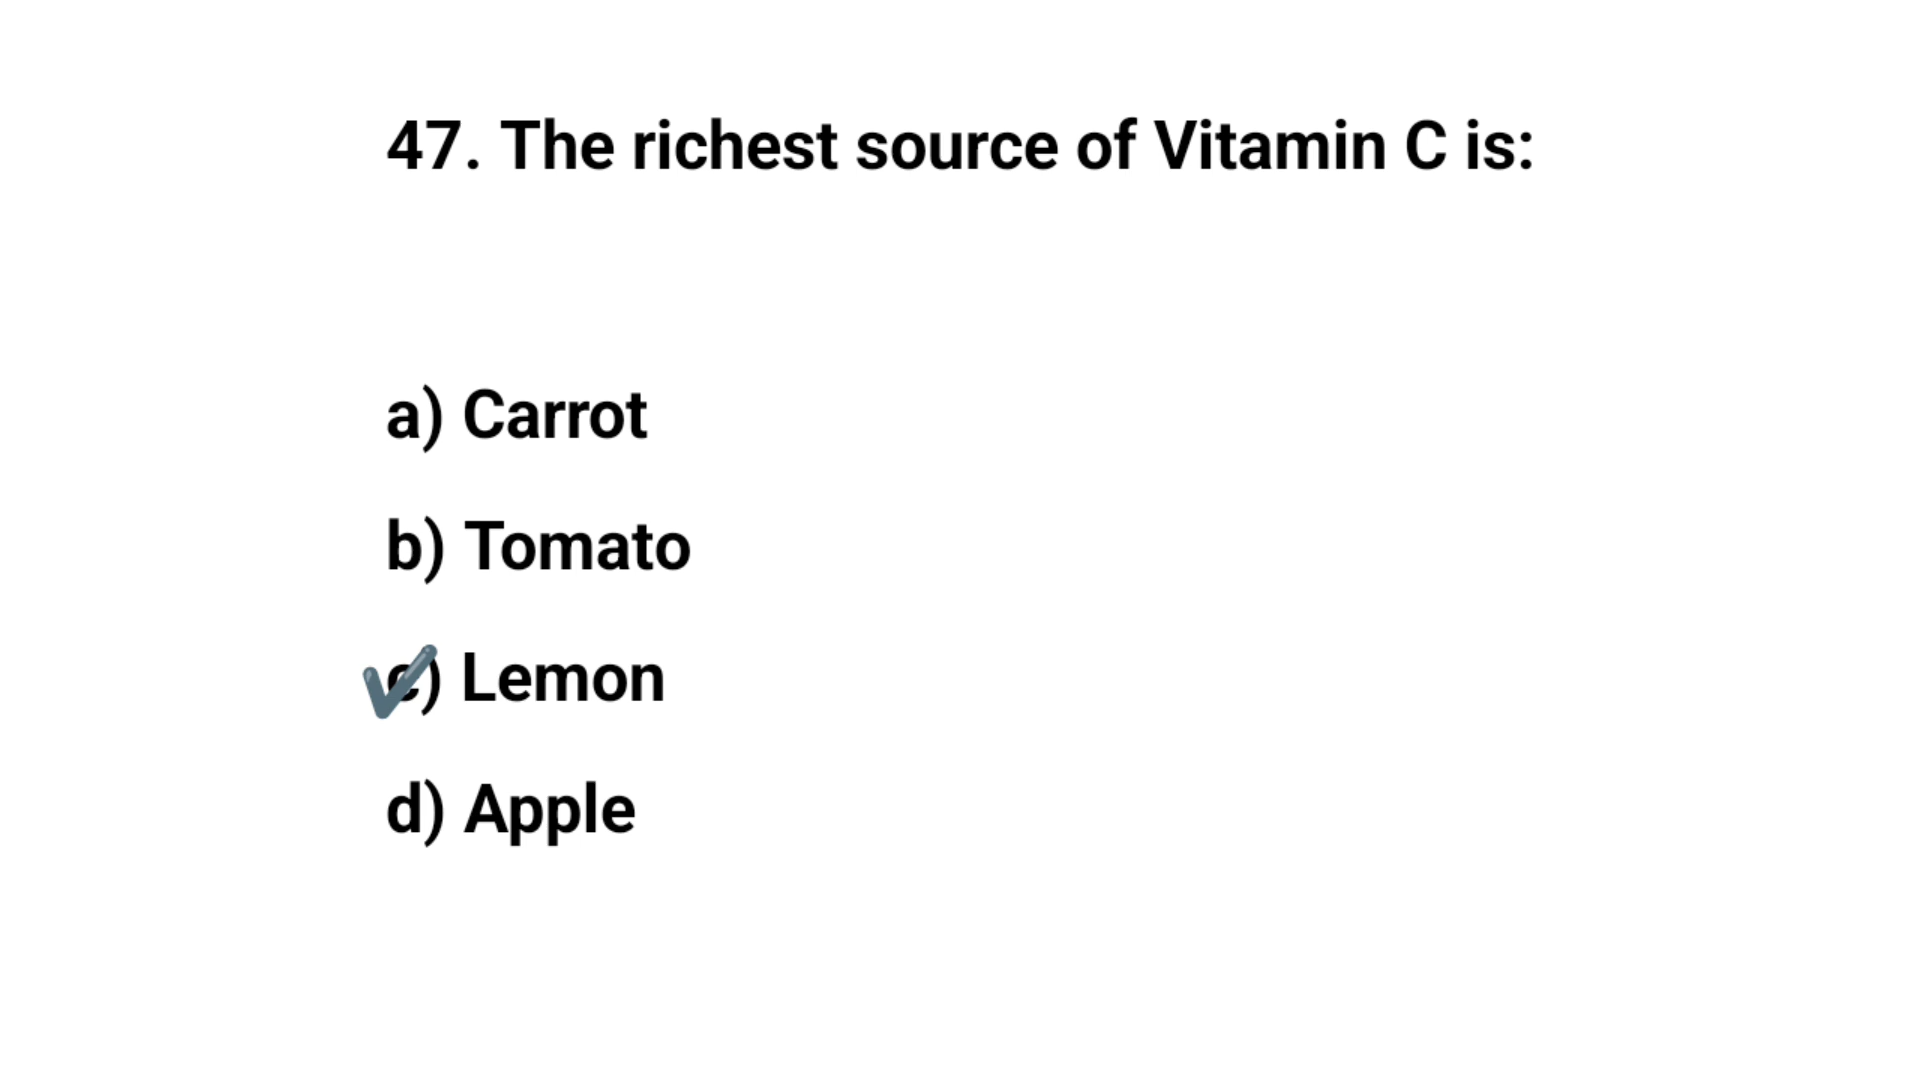 47. The richest source of Vitamin C is:
a) Carrot
b) Tomato
c) Lemon
d) Apple